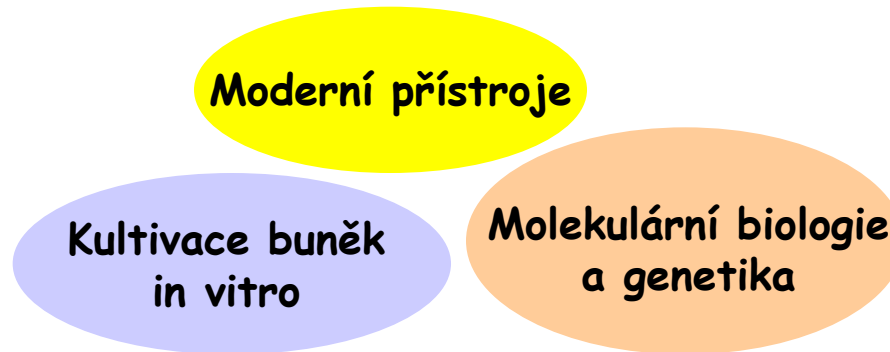 Moderní přístroje
Kultivace buněk
in vitro
Molekulární biologie
a genetika